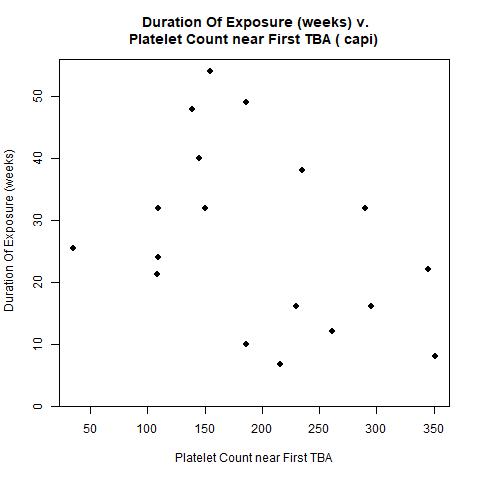 Duration Of Exposure (weeks) v.
Platelet Count near First TBA ( capi)
Duration Of Exposure (weeks)
50
40
30
20
10
0
50 100 150 200 250 300 350
Platelet Count near First TBA